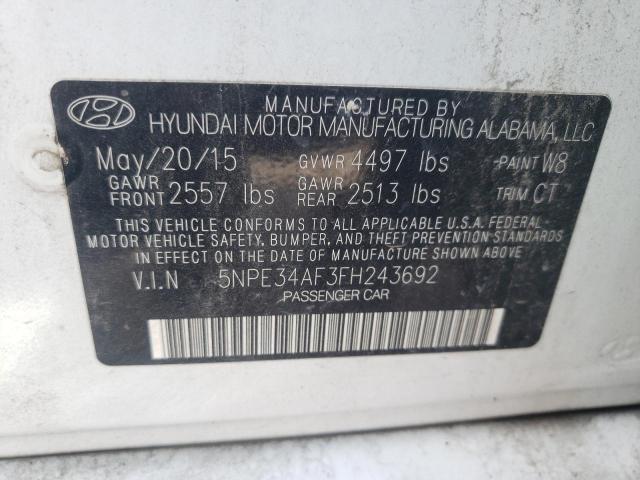 MANUFACTURED BY
HYUNDAI MOTOR MANUFACTURING ALABAMA, LLC
May/20/15 GVWR 4497 lbs PAINT W8
GAWR FRONT 2557 lbs GAWR REAR 2513 lbs TRIM CT
THIS VEHICLE CONFORMS TO ALL APPLICABLE U.S.A. FEDERAL
MOTOR VEHICLE SAFETY, BUMPER, AND THEFT PREVENTION STANDARDS
IN EFFECT ON THE DATE OF MANUFACTURE SHOWN ABOVE.
V.I.N 5NPE34AF3FH243692
PASSENGER CAR